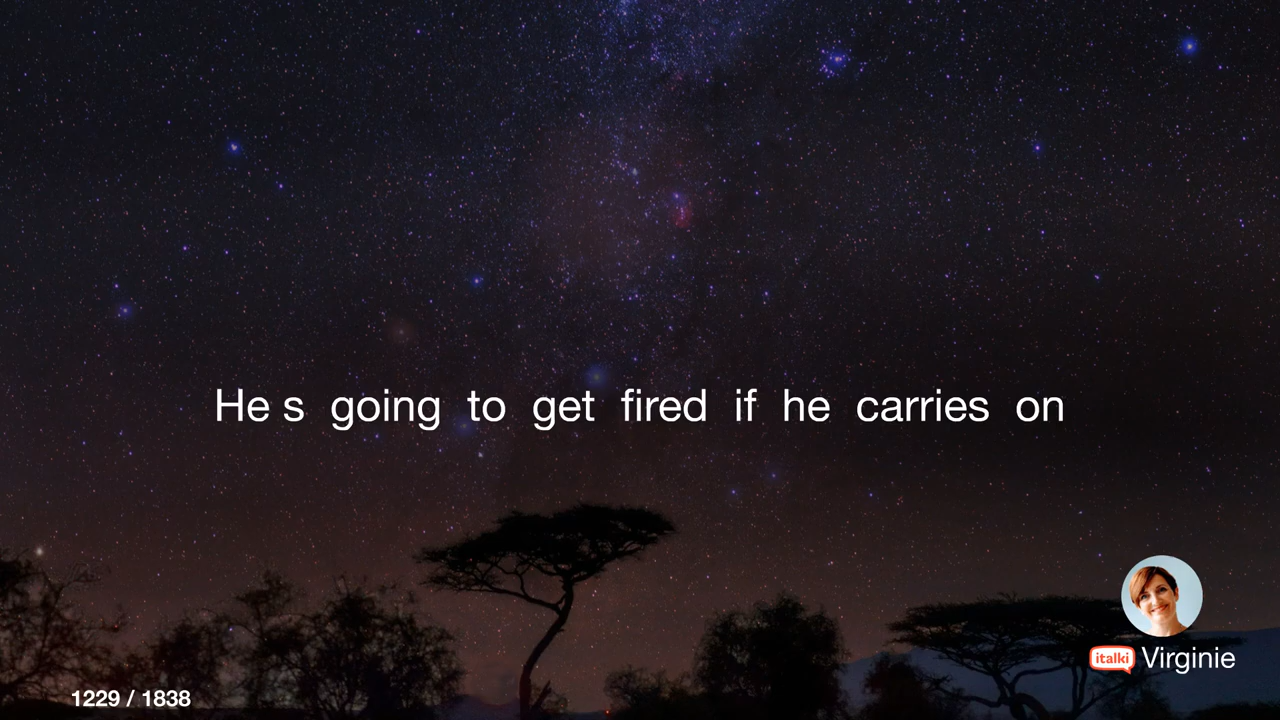 He s going to get fired if he carries on
italki Virginie
1229 / 1838